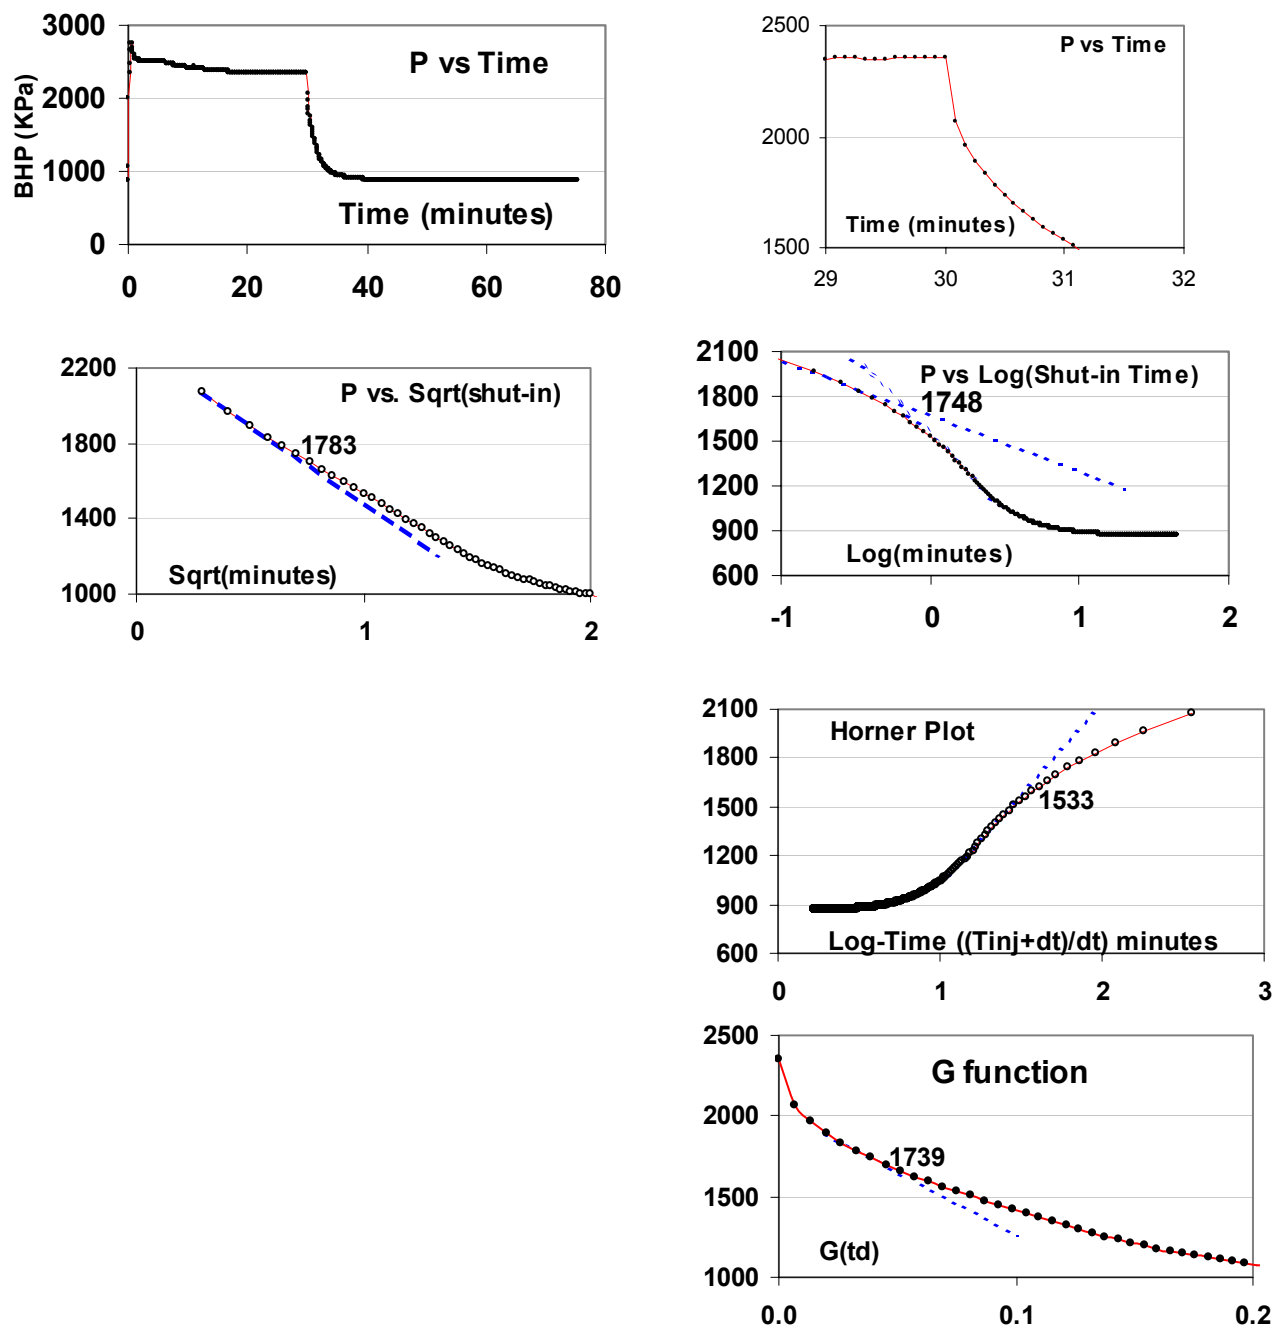 3000
2000
1000
0
BHP (KPa)
P vs Time
Time (minutes)
0 20 40 60 80
2500
2000
1500
P vs Time
Time (minutes)
29 30 31 32
2200
1800
1400
1000
P vs. Sqrt(shut-in)
1783
Sqrt(minutes)
0 1 2
2100
1800
1500
1200
900
600
P vs Log(Shut-in Time)
1748
Log(minutes)
-1 0 1 2
2100
1800
1500
1200
900
600
Horner Plot
1533
Log-Time ((Tinj+dt)/dt) minutes
0 1 2 3
2500
2000
1500
1000
G function
1739
G(td)
0.0 0.1 0.2